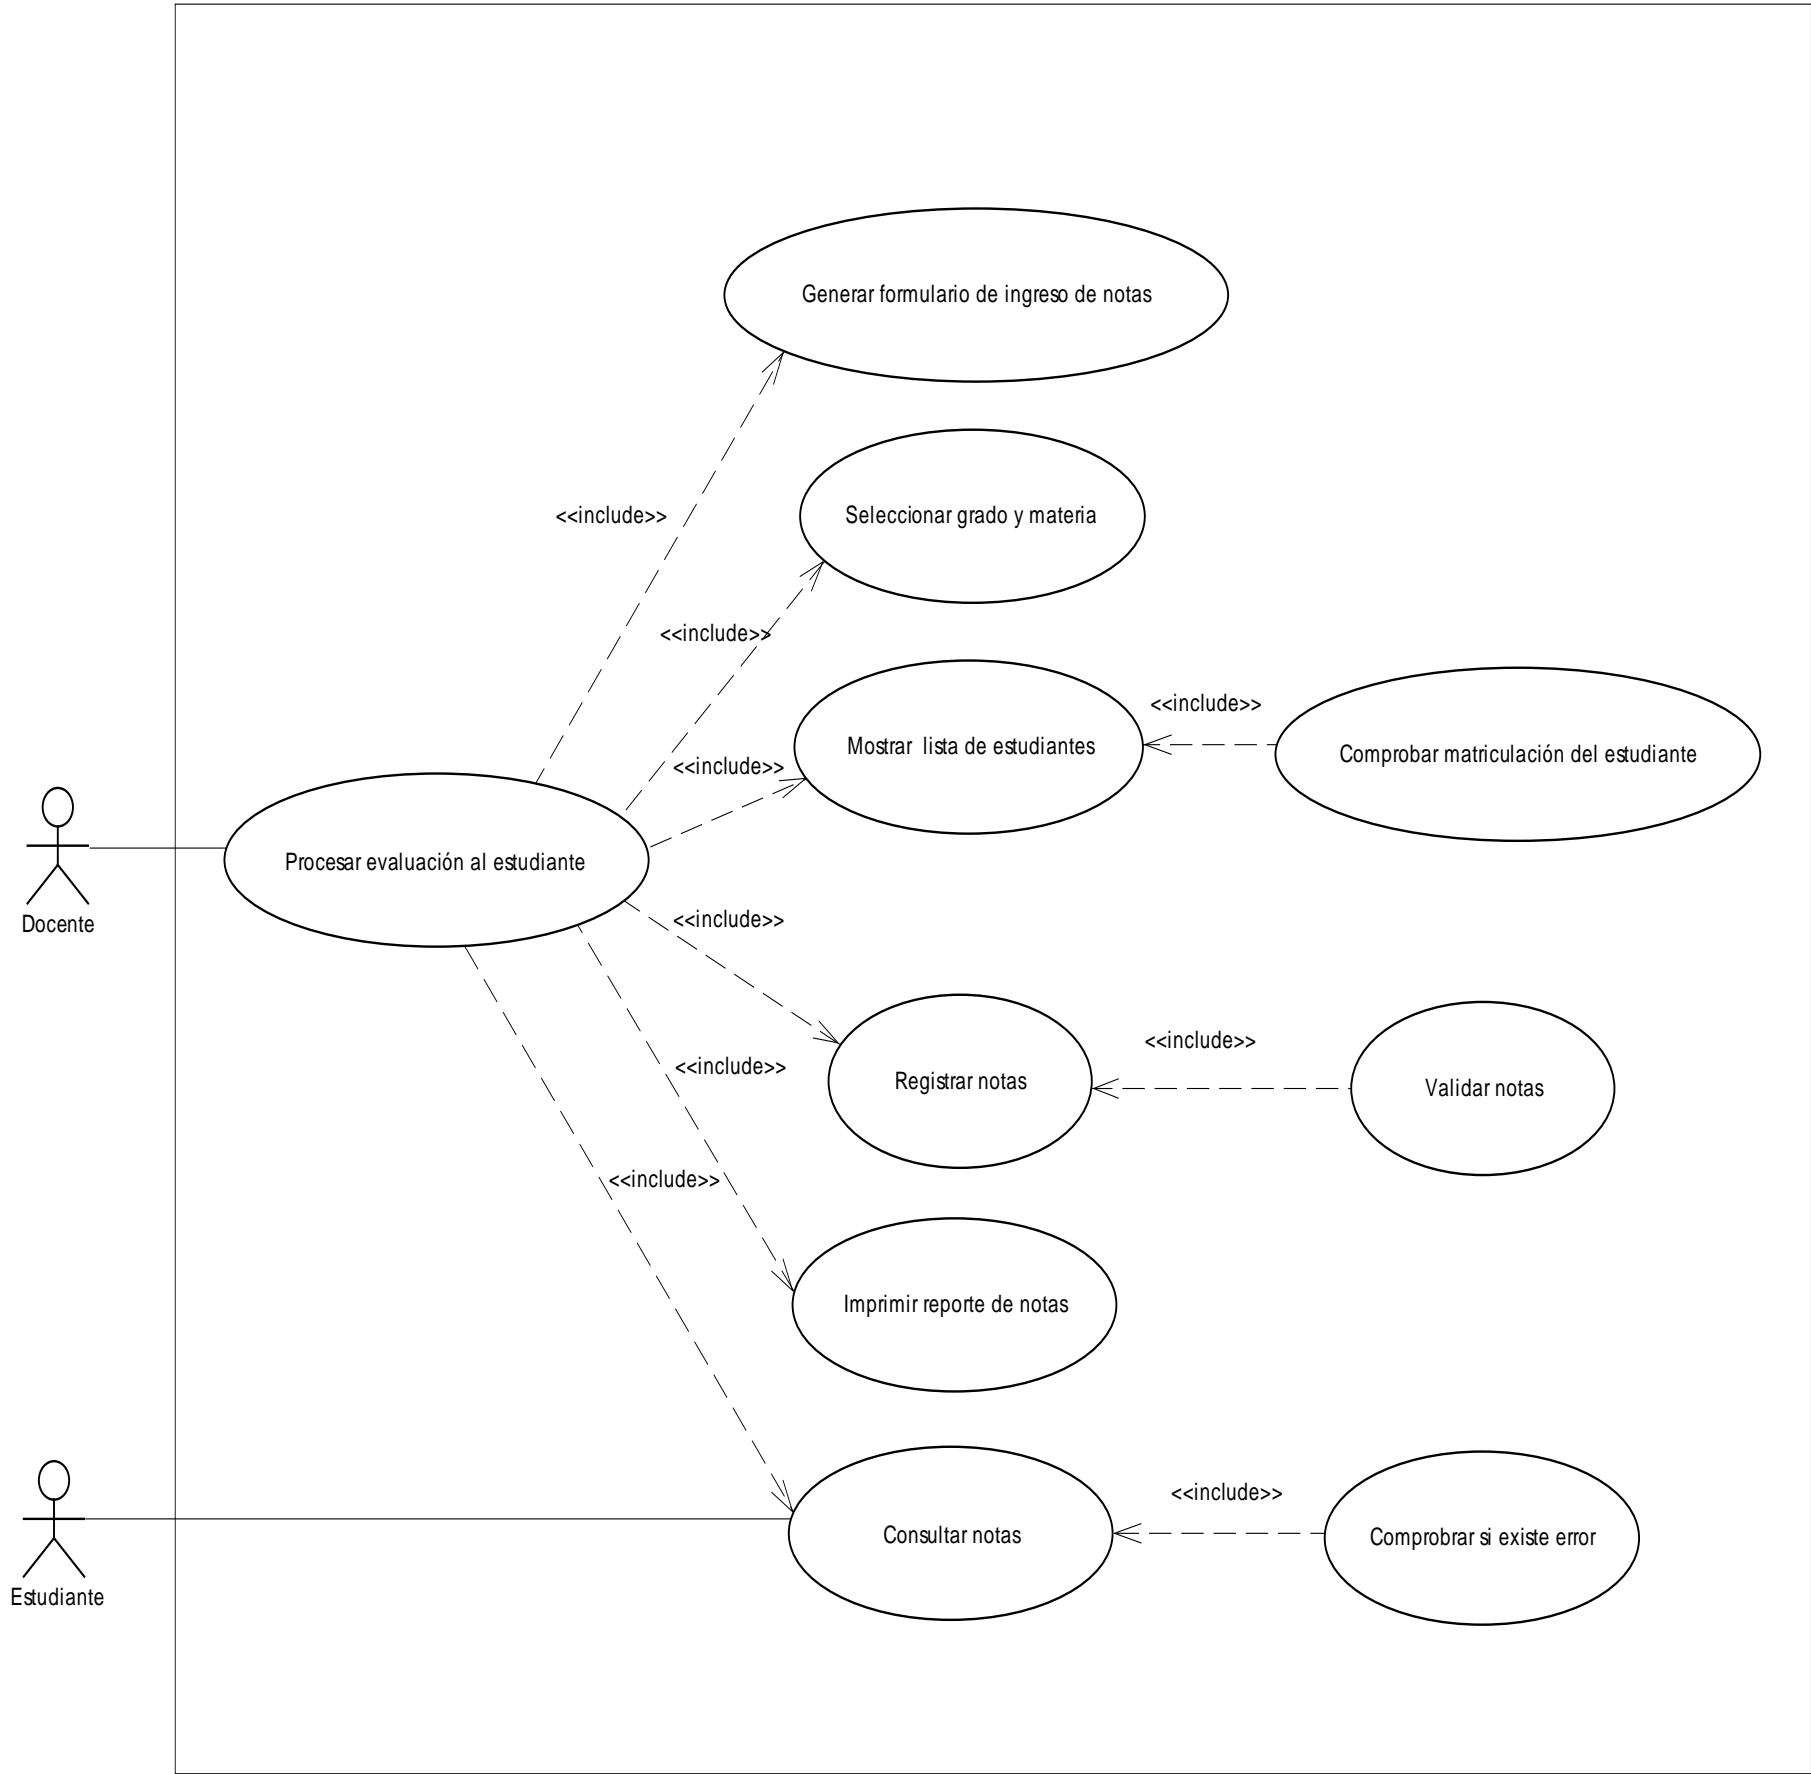 Generar formulario de ingreso de notas
<<include>>
Seleccionar grado y materia
<<include>>
<<include>>
Mostrar  lista de estudiantes
<<include>>
Comprobar matriculación del estudiante
Procesar evaluación al estudiante
Docente
<<include>>
<<include>>
Registrar notas
<<include>>
Validar notas
<<include>>
Imprimir reporte de notas
Consultar notas
<<include>>
Comprobrar si existe error
Estudiante